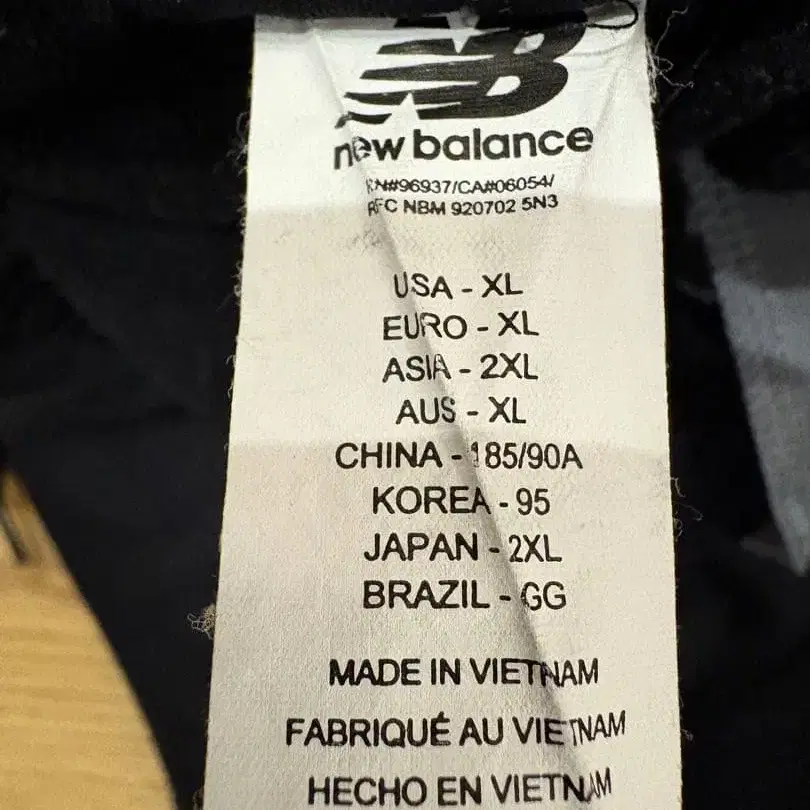 NB
new balance
RN#96937/CA#06054/
RFC NBM 920702 5N3
USA - XL
EURO - XL
ASIA - 2XL
AUS - XL
CHINA - 185/90A
KOREA - 95
JAPAN - 2XL
BRAZIL - GG
MADE IN VIETNAM
FABRIQUÉ AU VIETNAM
HECHO EN VIETNAM